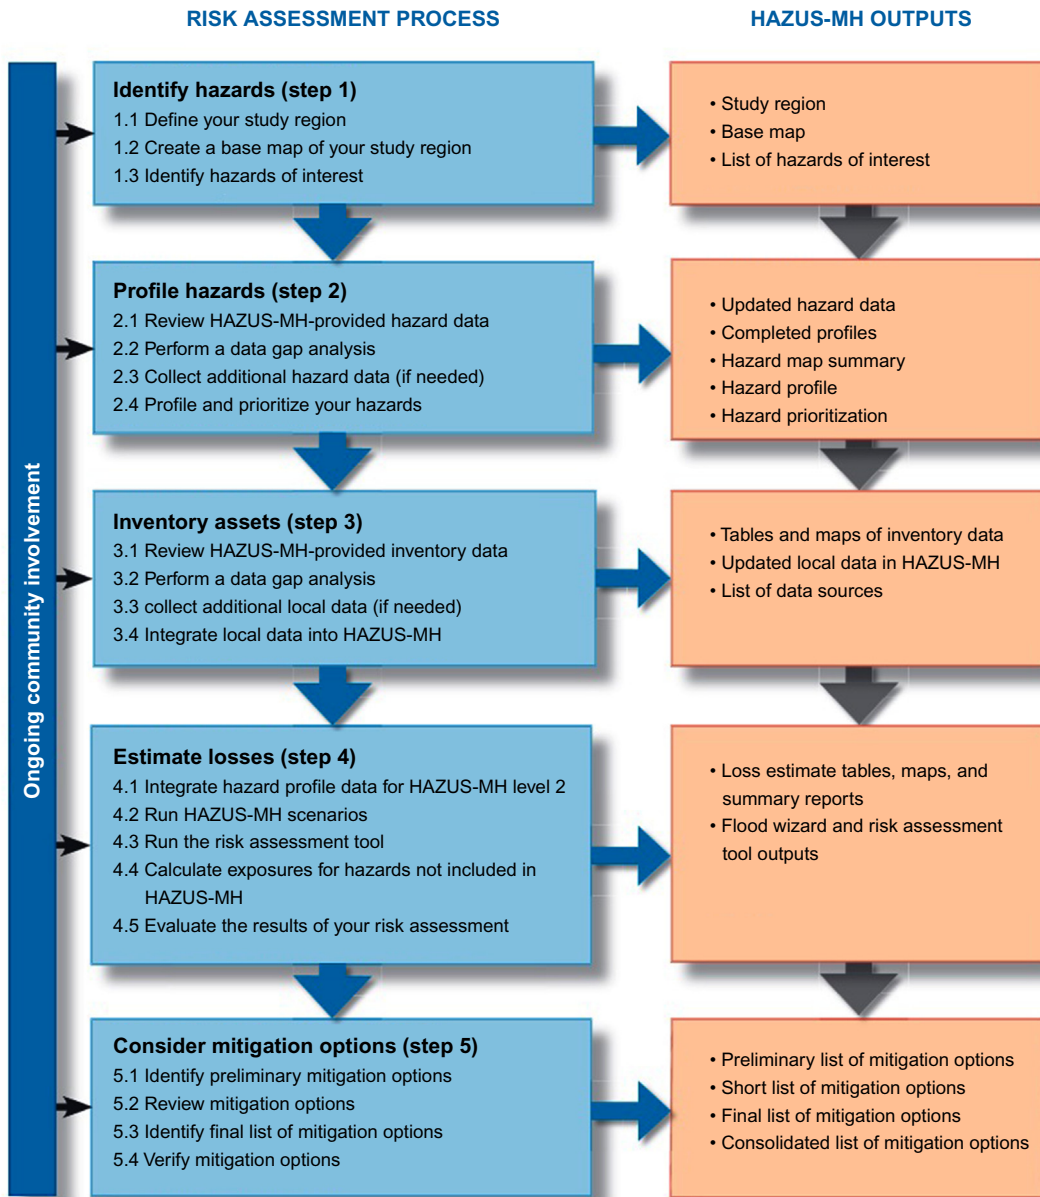 RISK ASSESSMENT PROCESS
HAZUS-MH OUTPUTS
Ongoing community involvement
Identify hazards (step 1)
1.1 Define your study region
1.2 Create a base map of your study region
1.3 Identify hazards of interest
• Study region
• Base map
• List of hazards of interest
Profile hazards (step 2)
2.1 Review HAZUS-MH-provided hazard data
2.2 Perform a data gap analysis
2.3 Collect additional hazard data (if needed)
2.4 Profile and prioritize your hazards
• Updated hazard data
• Completed profiles
• Hazard map summary
• Hazard profile
• Hazard prioritization
Inventory assets (step 3)
3.1 Review HAZUS-MH-provided inventory data
3.2 Perform a data gap analysis
3.3 collect additional local data (if needed)
3.4 Integrate local data into HAZUS-MH
• Tables and maps of inventory data
• Updated local data in HAZUS-MH
• List of data sources
Estimate losses (step 4)
4.1 Integrate hazard profile data for HAZUS-MH level 2
4.2 Run HAZUS-MH scenarios
4.3 Run the risk assessment tool
4.4 Calculate exposures for hazards not included in
HAZUS-MH
4.5 Evaluate the results of your risk assessment
• Loss estimate tables, maps, and
summary reports
• Flood wizard and risk assessment
tool outputs
Consider mitigation options (step 5)
5.1 Identify preliminary mitigation options
5.2 Review mitigation options
5.3 Identify final list of mitigation options
5.4 Verify mitigation options
• Preliminary list of mitigation options
• Short list of mitigation options
• Final list of mitigation options
• Consolidated list of mitigation options